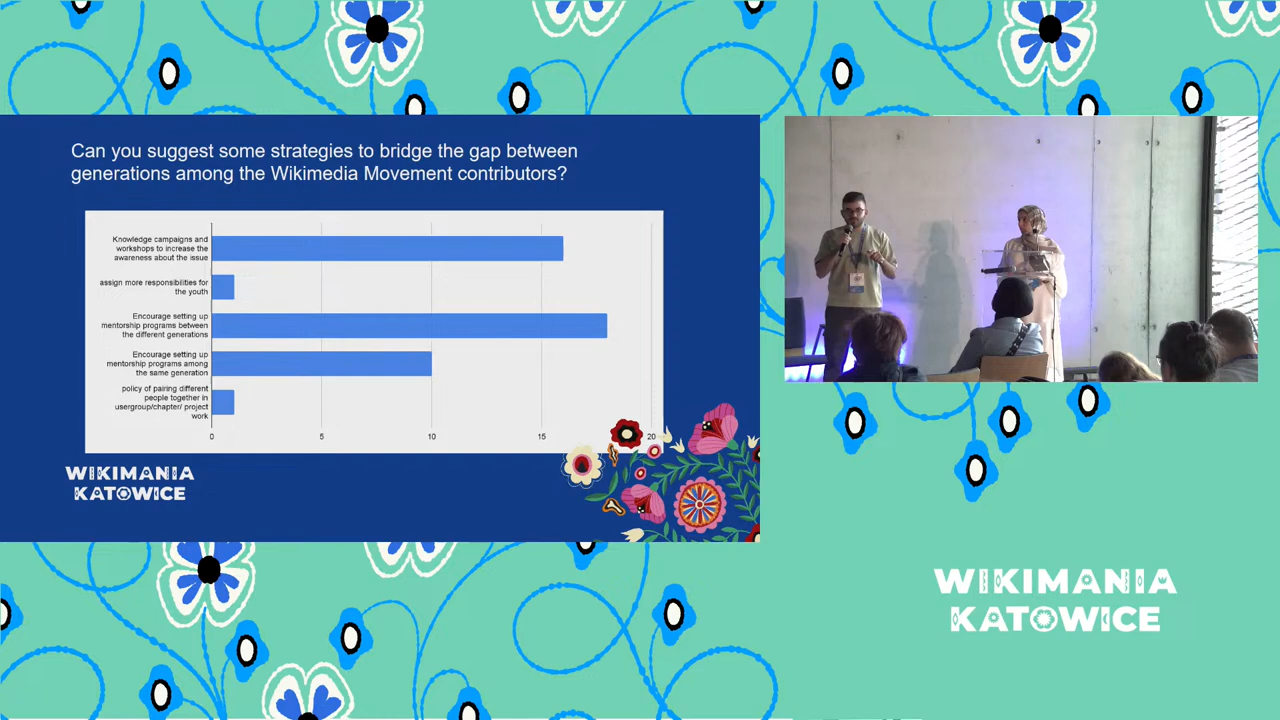 Can you suggest some strategies to bridge the gap between
generations among the Wikimedia Movement contributors?
Knowledge campaigns and
workshops to increase the
awareness about the issue
assign more responsibilities for
the youth
Encourage setting up
mentorship programs between
the different generations
Encourage setting up
mentorship programs among
the same generation
policy of pairing different
people together in
usergroup/chapter/ project
work
0 5 10 15 20
WIKIMANIA
KATOWICE
WIKIMANIA
KATOWICE